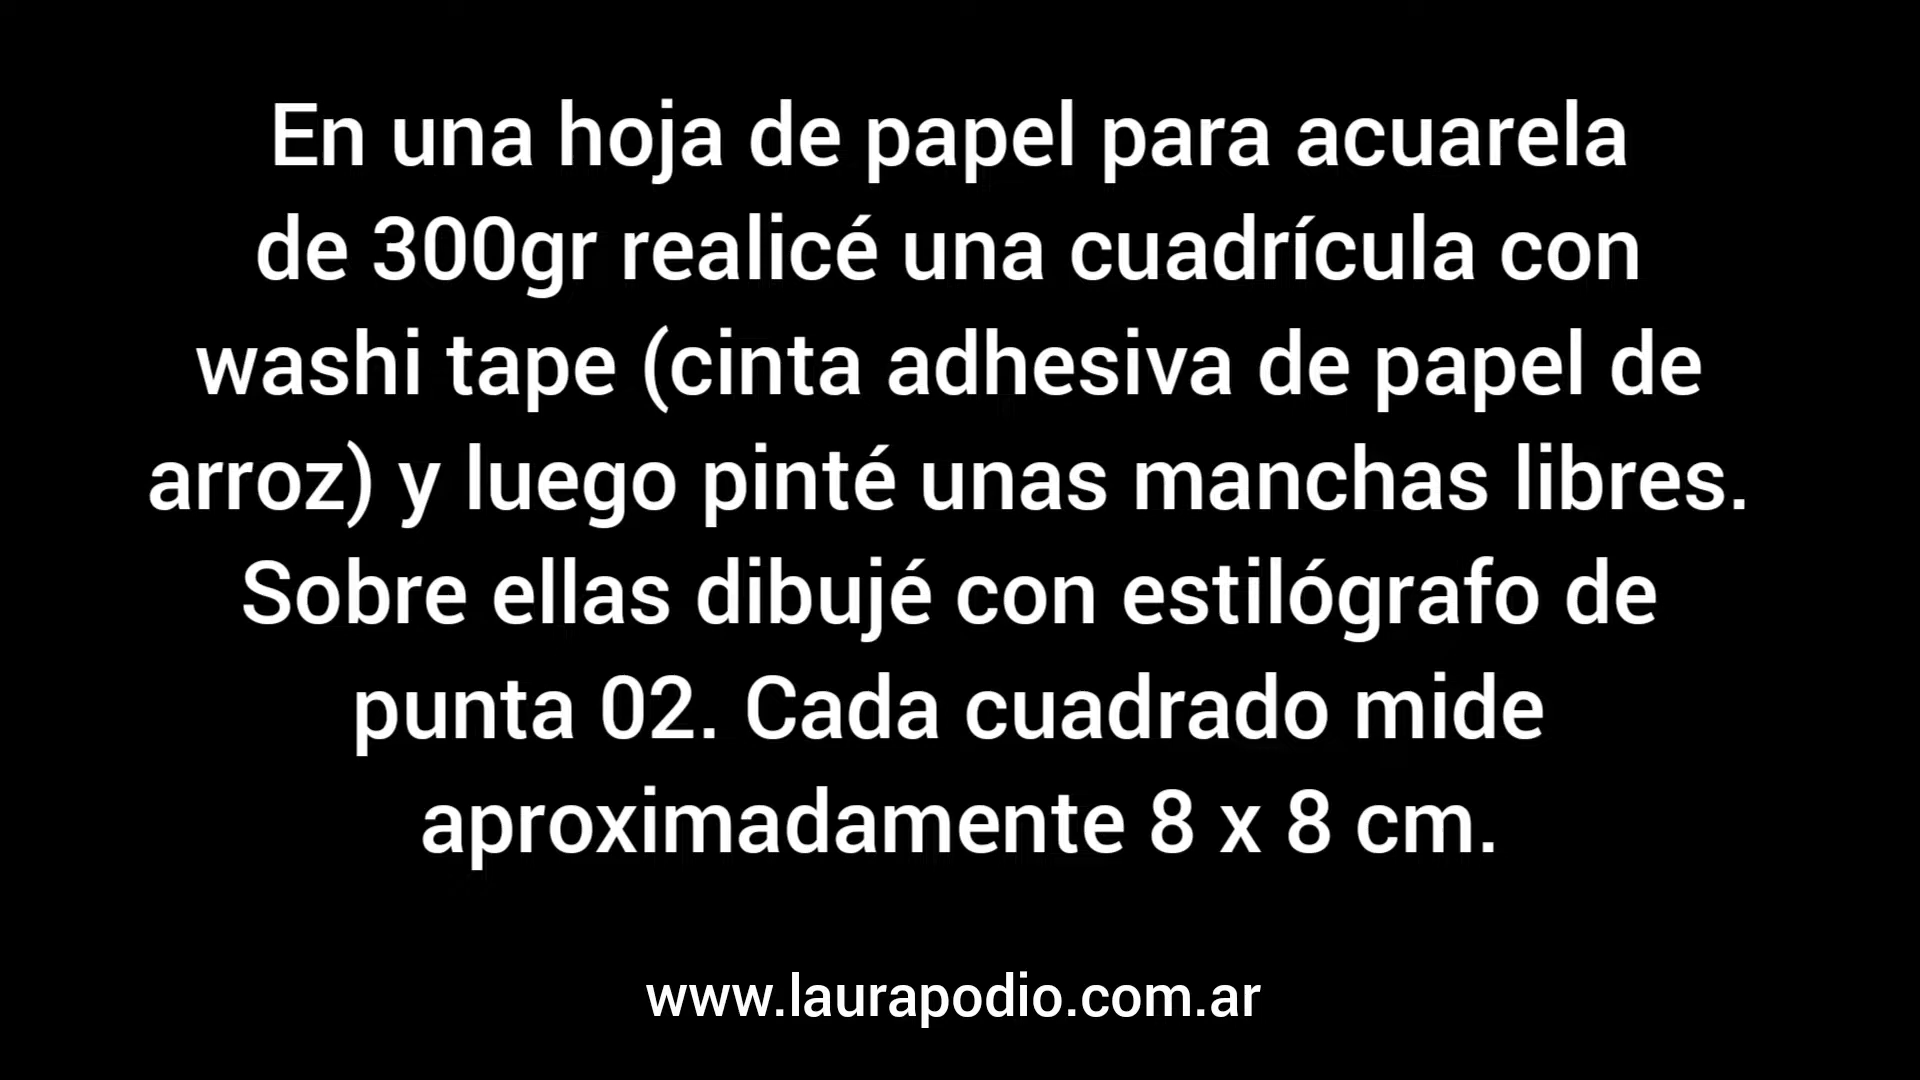 En una hoja de papel para acuarela
de 300gr realicé una cuadrícula con
washi tape (cinta adhesiva de papel de
arroz) y luego pinté unas manchas libres.
Sobre ellas dibujé con estilógrafo de
punta 02. Cada cuadrado mide
aproximadamente 8 x 8 cm.
www.laurapodio.com.ar